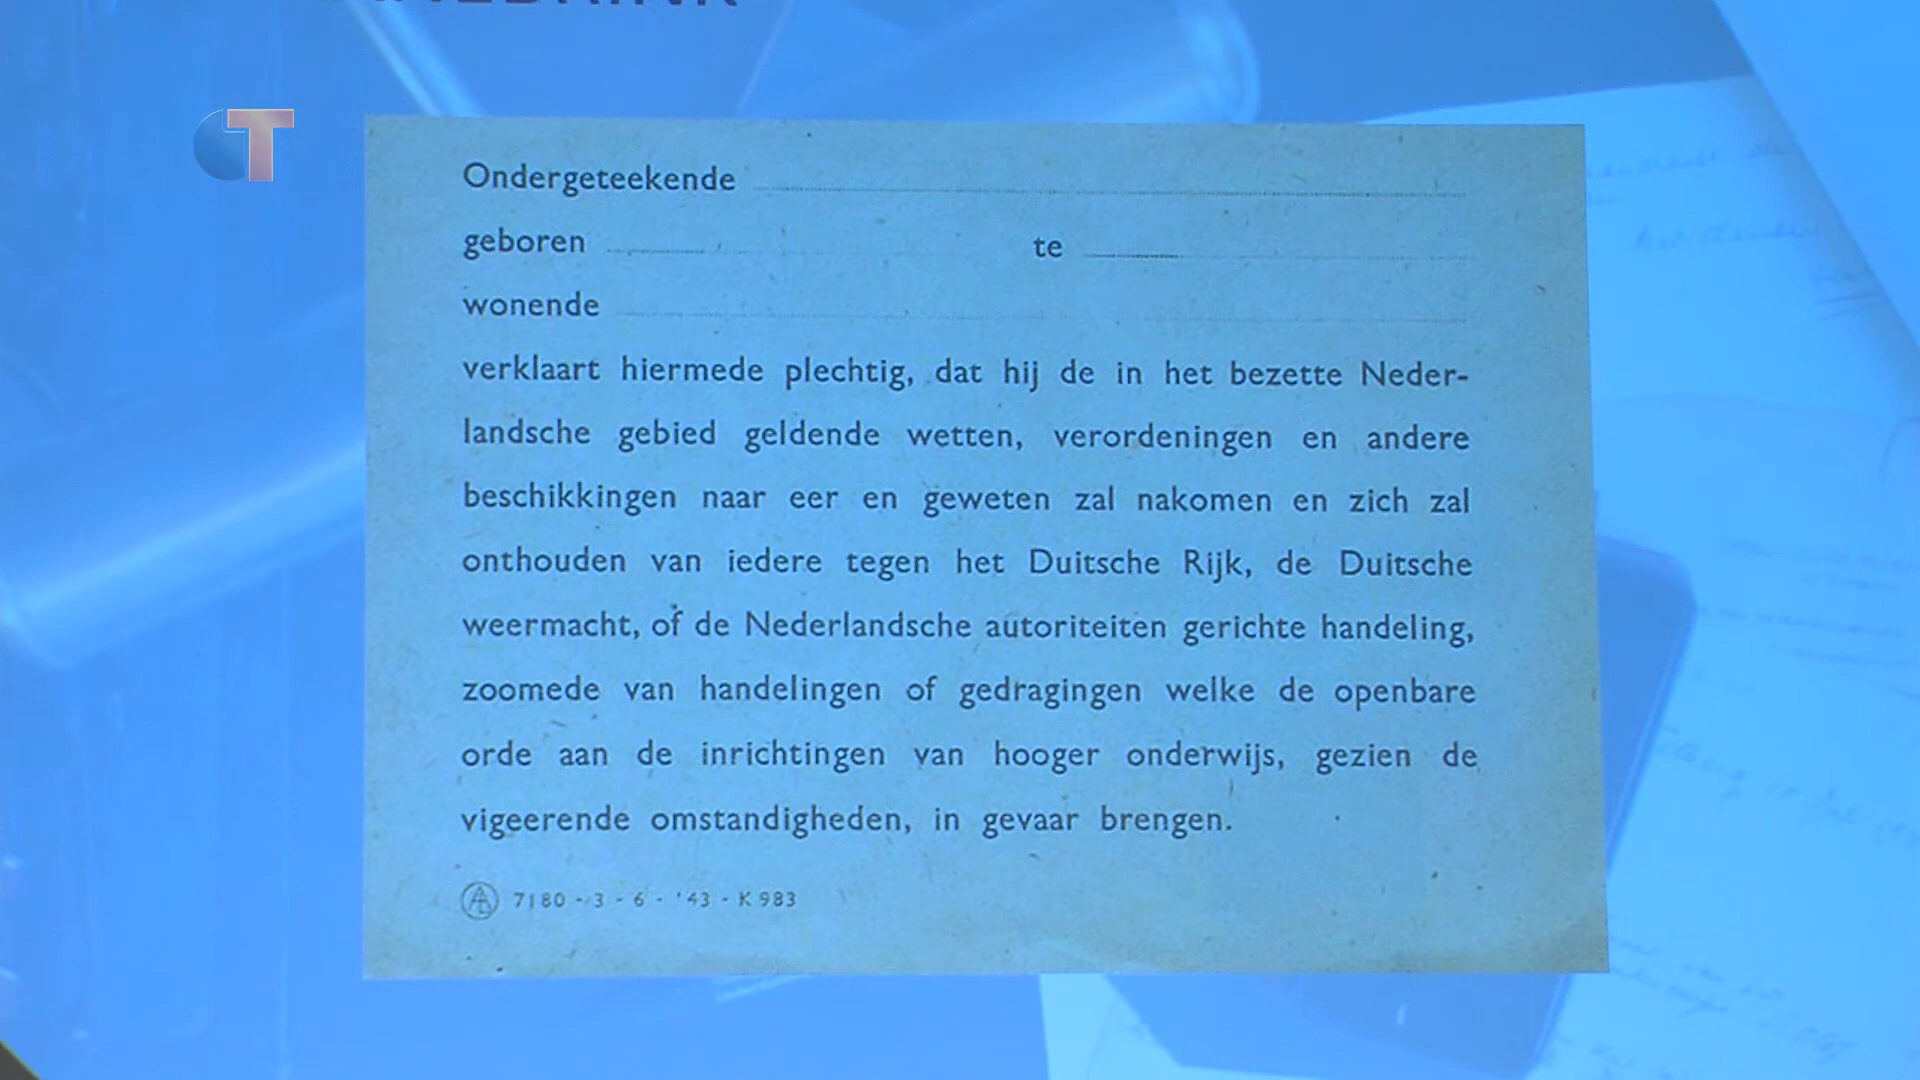 Ondergeteekende
geboren te
wonende
verklaart hiermede plechtig, dat hij de in het bezette Neder-
landsche gebied geldende wetten, verordeningen en andere
beschikkingen naar eer en geweten zal nakomen en zich zal
onthouden van iedere tegen het Duitsche Rijk, de Duitsche
weermacht, of de Nederlandsche autoriteiten gerichte handeling,
zoomede van handelingen of gedragingen welke de openbare
orde aan de inrichtingen van hooger onderwijs, gezien de
vigeerende omstandigheden, in gevaar brengen.
7180 - 3 - 6 - '43 - K 983